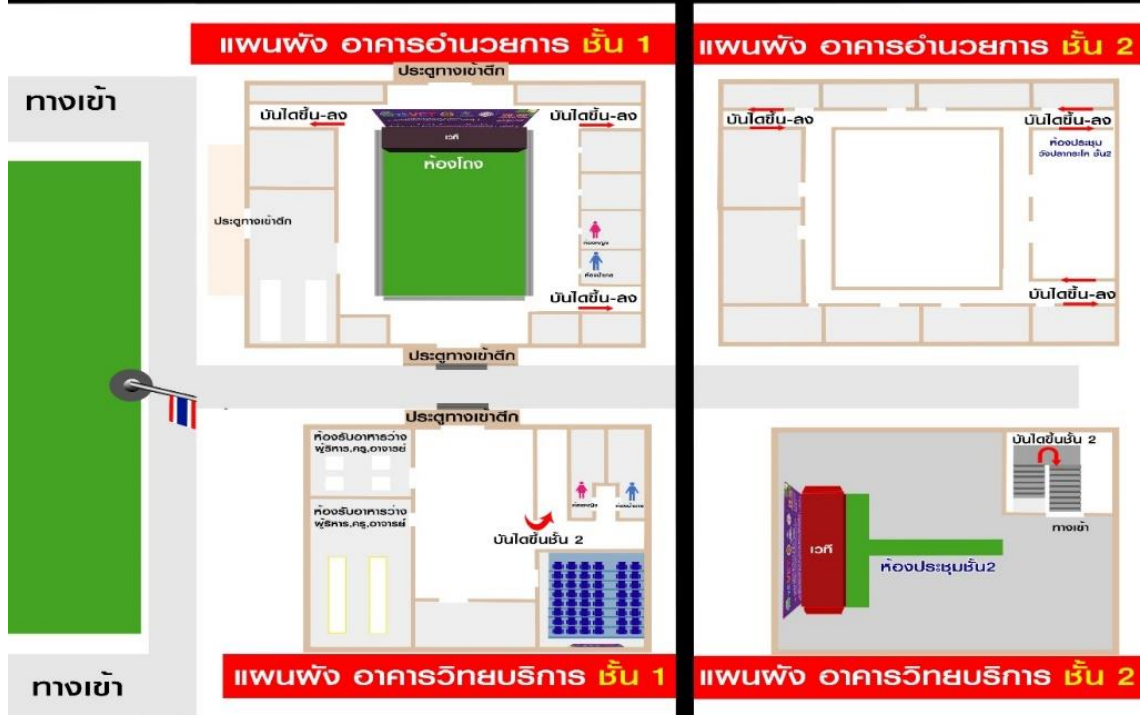 แผนผัง อาคารอำนวยการ ชั้น 1
ประตูทางเข้าตึก
ทางเข้า
บันไดขึ้น-ลง
บันไดขึ้น-ลง
เวที
ห้องโถง
ประตูทางเข้าตึก
บันไดขึ้น-ลง
ประตูทางเข้าตึก
แผนผัง อาคารอำนวยการ ชั้น 2
บันไดขึ้น-ลง
บันไดขึ้น-ลง
ห้องประชุม
วังปลากระโห ชั้น2
บันไดขึ้น-ลง
ประตูทางเข้าตึก
ห้องรับอาหารว่าง
ผู้ริหาร,ครู,อาจารย์
ห้องรับอาหารว่าง
ผู้ริหาร,ครู,อาจารย์
บันไดขึ้นชั้น 2
ทางเข้า
แผนผัง อาคารวิทยบริการ ชั้น 1
บันไดขึ้นชั้น 2
ทางเข้า
เวที
ห้องประชุมชั้น2
แผนผัง อาคารวิทยบริการ ชั้น 2